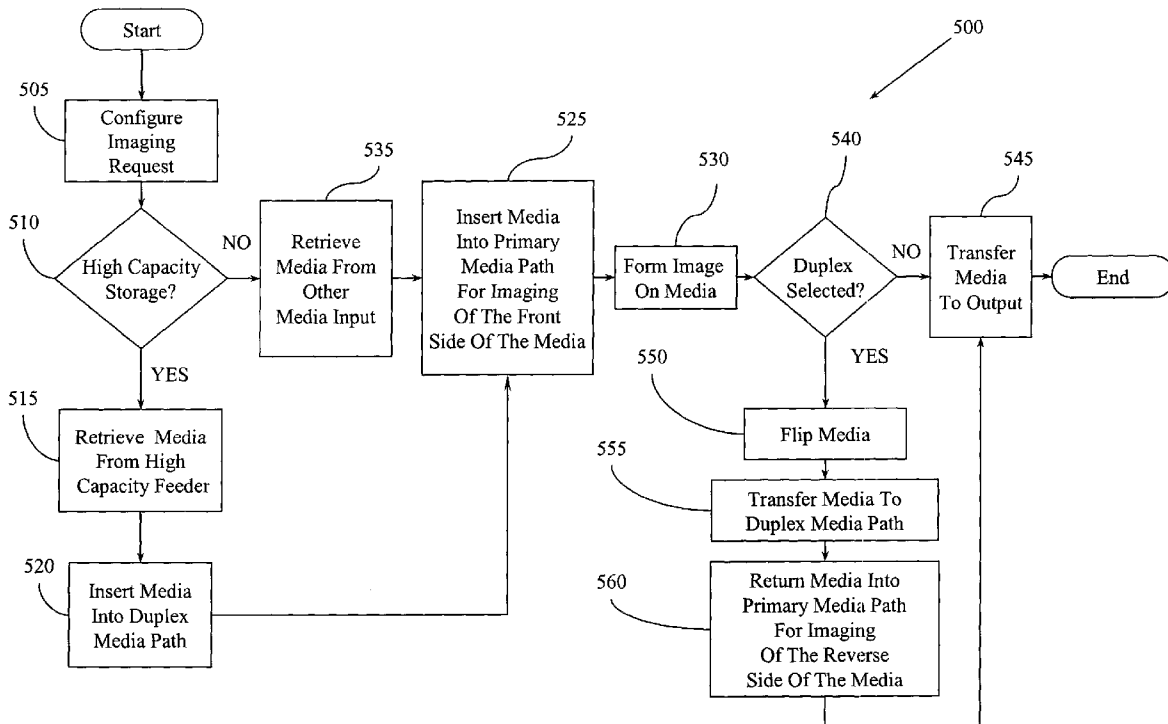 Start
500
505
Configure
Imaging
Request
510
High Capacity
Storage?
NO
YES
535
Retrieve
Media From
Other
Media Input
515
Retrieve Media
From High
Capacity Feeder
520
Insert Media
Into Duplex
Media Path
525
Insert Media
Into Primary
Media Path
For Imaging
Of The Front
Side Of The Media
530
Form Image
On Media
540
Duplex
Selected?
NO
YES
545
Transfer
Media
To Output
End
550
Flip Media
555
Transfer Media To
Duplex Media Path
560
Return Media Into
Primary Media Path
For Imaging
Of The Reverse
Side Of The Media